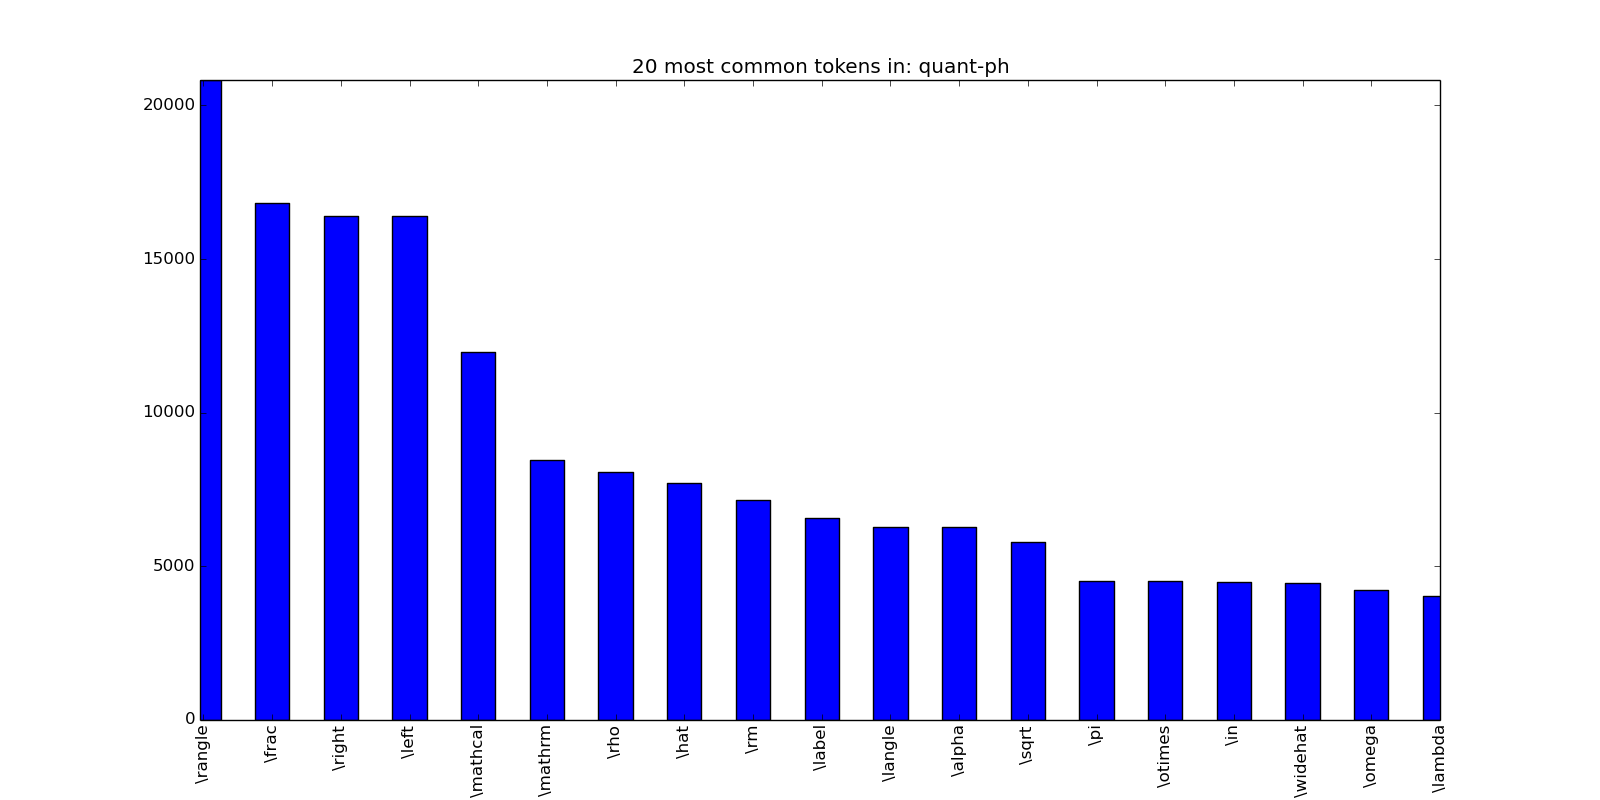 20 most common tokens in: quant-ph
20000
15000
10000
5000
0
\rangle
\frac
\right
\left
\mathcal
\mathrm
\rho
\hat
\rm
\label
\langle
\alpha
\sqrt
\pi
\otimes
\in
\widehat
\omega
\lambda